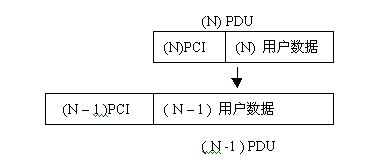 (N) PDU
(N)PCI (N) 用户数据
(N – 1)PCI ( N – 1 ) 用户数据
( N -1 ) PDU